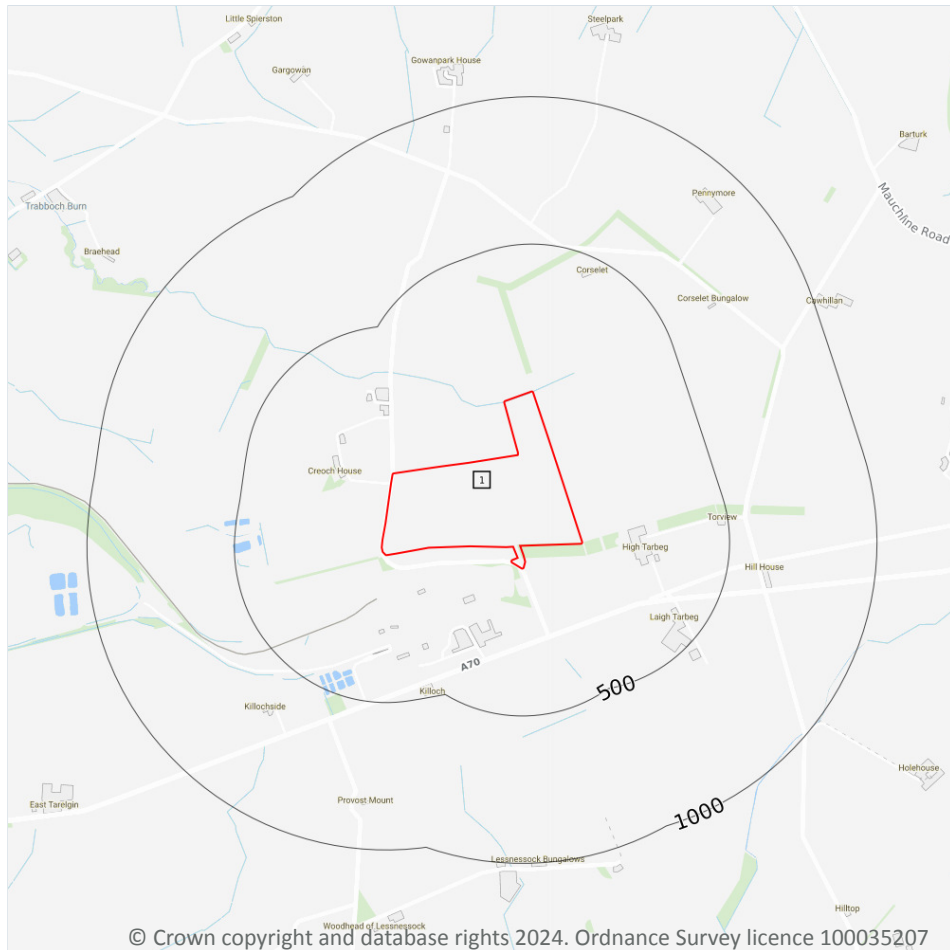 Little Spierston
Steelpark
Gowanpark House
Gargowan
Barturk
Pennymore
Trabboch Burn
Mauchline Road
Braehead
Corselet
Corselet Bungalow
Cawhillan
Creoch House
1
Torview
High Tarbeg
Hill House
Laigh Tarbeg
A70
500
Killoch
Killochside
Holehouse
East Tarelgin
Provost Mount
1000
Lessnessock Bungalows
Hilltop
Woodhead of Lessnessock
© Crown copyright and database rights 2024. Ordnance Survey licence 100035207